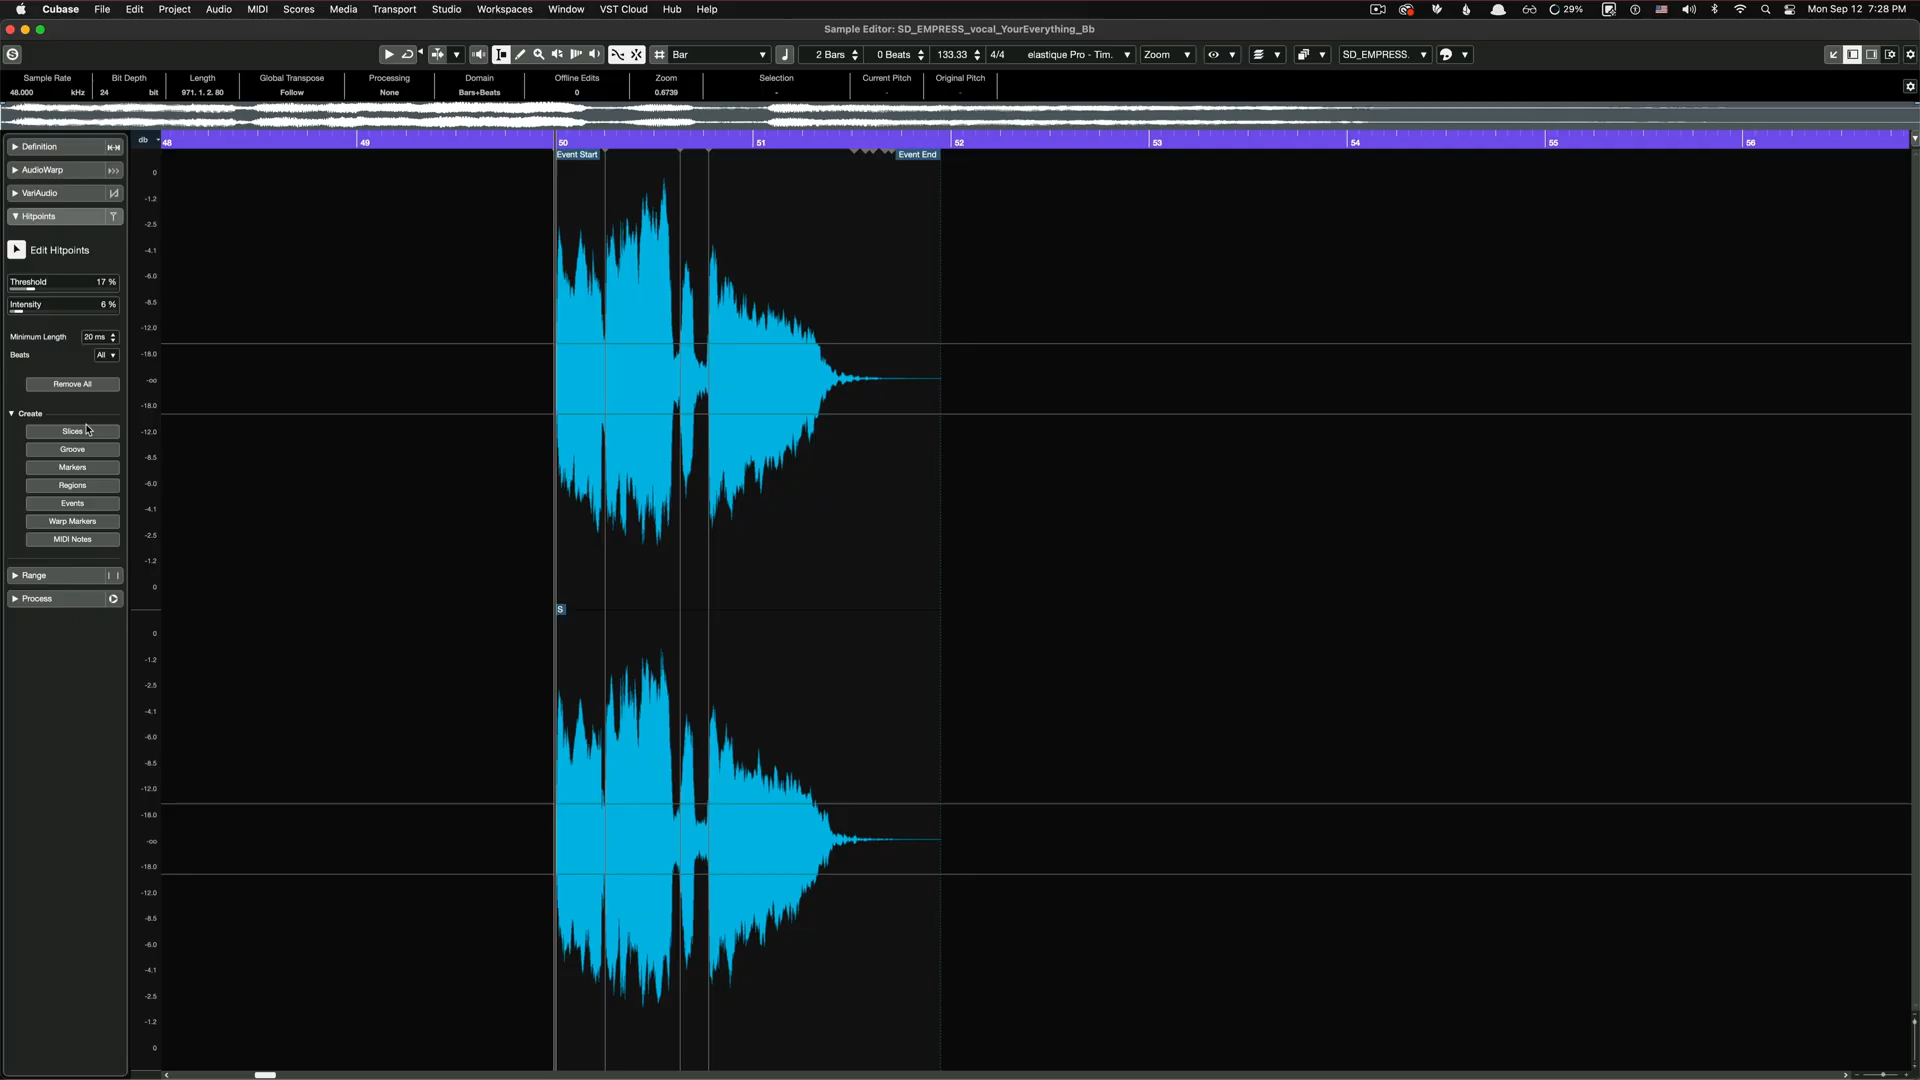 Cubase File Edit Project Audio MIDI Scores Media Transport Studio Workspaces Window VST Cloud Hub Help 29% Mon Sep 12 7:28 PM
Sample Editor: SD_EMPRESS_vocal_YourEverything_Bb
Bar 2 Bars 0 Beats 133.33 4/4 elastique Pro - Tim. Zoom SD_EMPRESS.
Sample Rate Bit Depth Length Global Transpose Processing Domain Offline Edits Zoom Selection Current Pitch Original Pitch
48.000 kHz 24 bit 971. 1. 2. 80 Follow None Bars+Beats 0 0.6739 - - -
db 48 49 50 51 52 53 54 55 56
Event Start Event End
Definition
AudioWarp
VariAudio
Hitpoints
Edit Hitpoints
Threshold 17 %
Intensity 6 %
Minimum Length 20 ms
Beats All
Remove All
Create
Slices
Groove
Markers
Regions
Events
Warp Markers
MIDI Notes
Range
Process
0
-1.2
-2.5
-4.1
-6.0
-8.5
-12.0
-18.0
-oo
-18.0
-12.0
-8.5
-6.0
-4.1
-2.5
-1.2
0
S
0
-1.2
-2.5
-4.1
-6.0
-8.5
-12.0
-18.0
-oo
-18.0
-12.0
-8.5
-6.0
-4.1
-2.5
-1.2
0